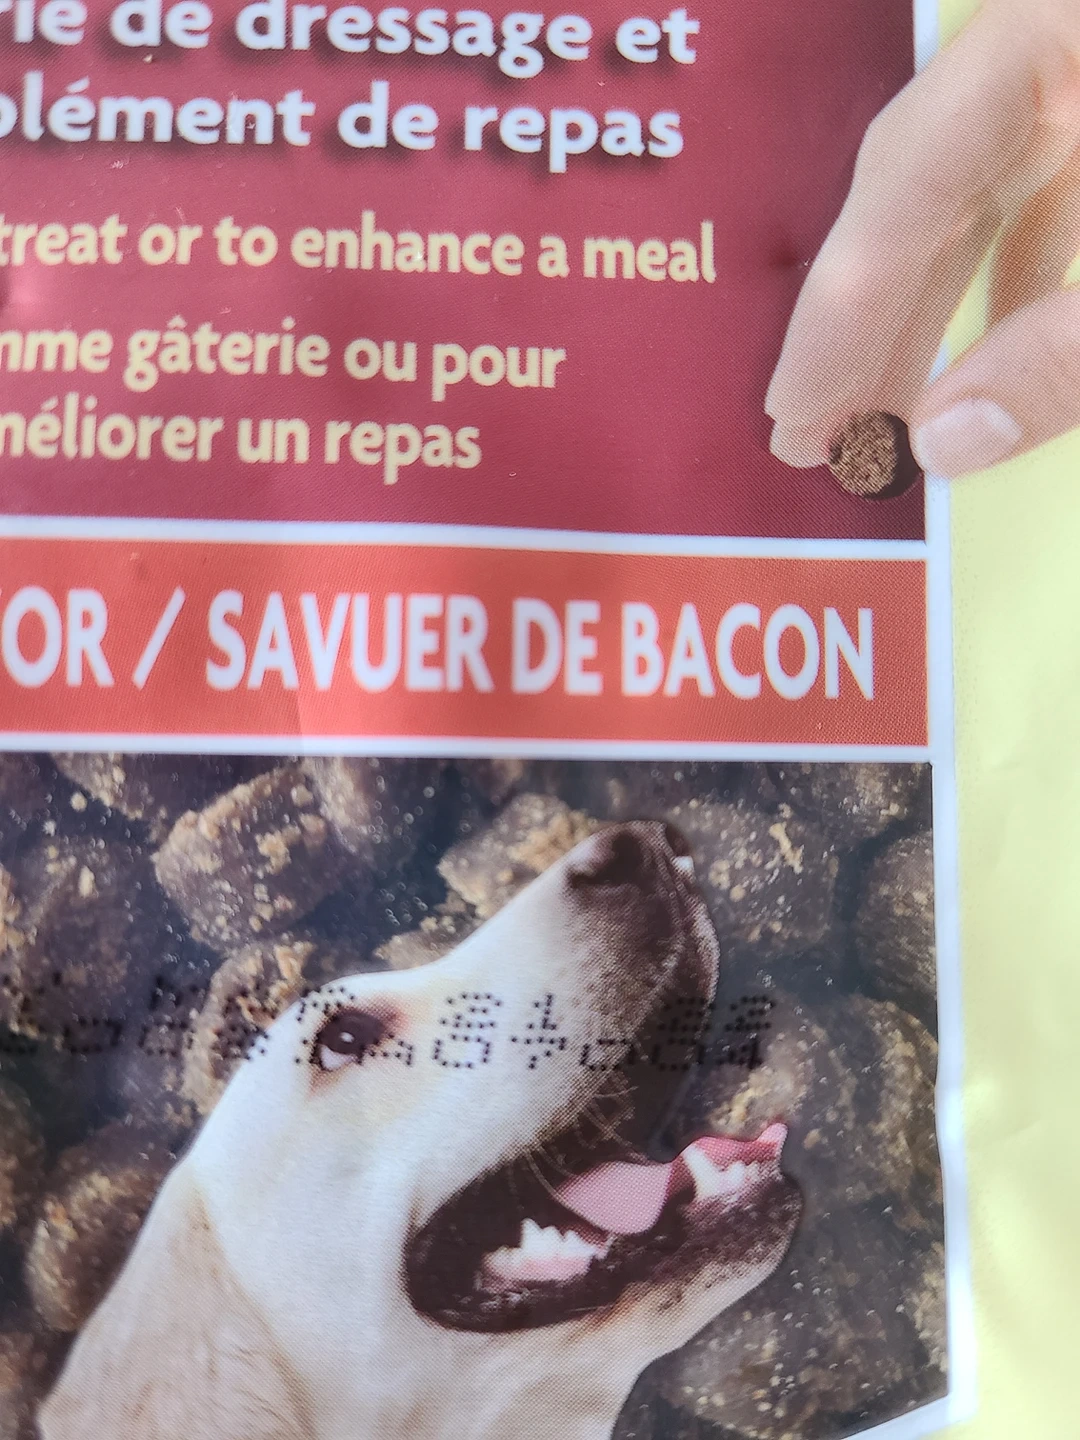 rie de dressage et
plément de repas
treat or to enhance a meal
mme gâterie ou pour
méliorer un repas
OR / SAVUER DE BACON